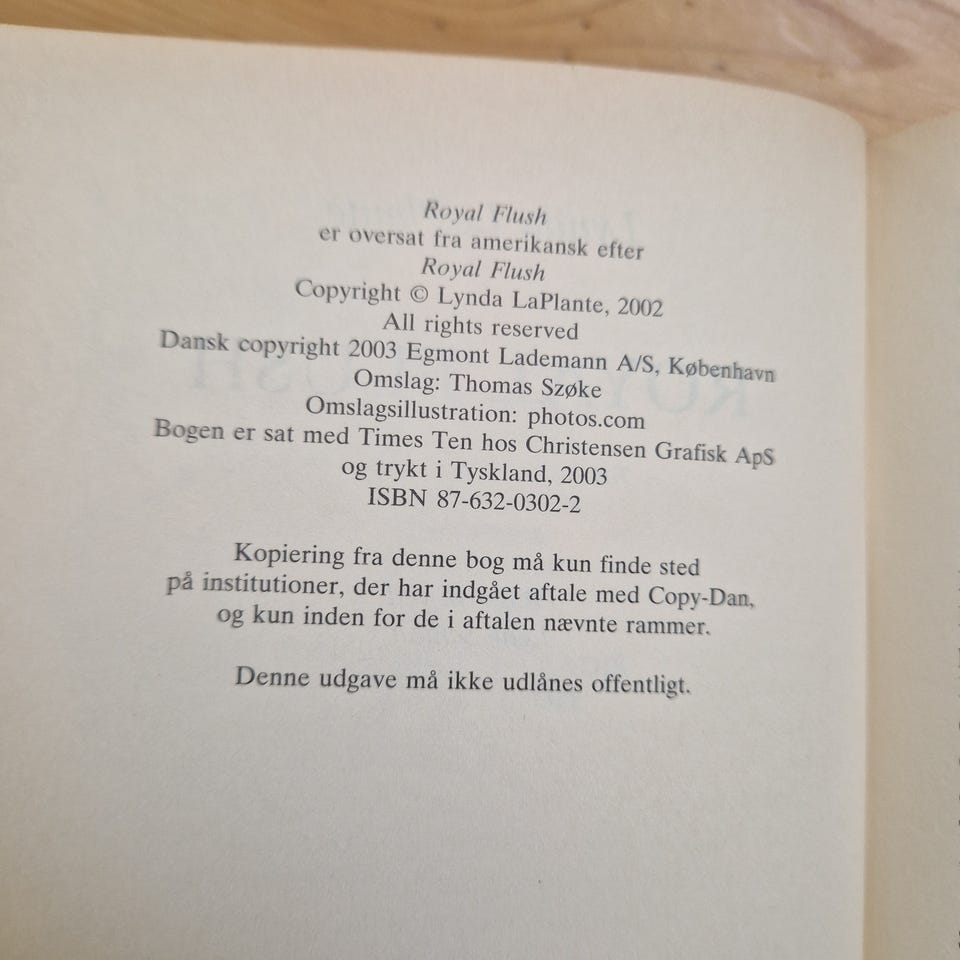 Royal Flush
er oversat fra amerikansk efter
Royal Flush
Copyright © Lynda LaPlante, 2002
All rights reserved
Dansk copyright 2003 Egmont Lademann A/S, København
Omslag: Thomas Szøke
Omslagsillustration: photos.com
Bogen er sat med Times Ten hos Christensen Grafisk ApS
og trykt i Tyskland, 2003
ISBN 87-632-0302-2
Kopiering fra denne bog må kun finde sted
på institutioner, der har indgået aftale med Copy-Dan,
og kun inden for de i aftalen nævnte rammer.
Denne udgave må ikke udlånes offentligt.